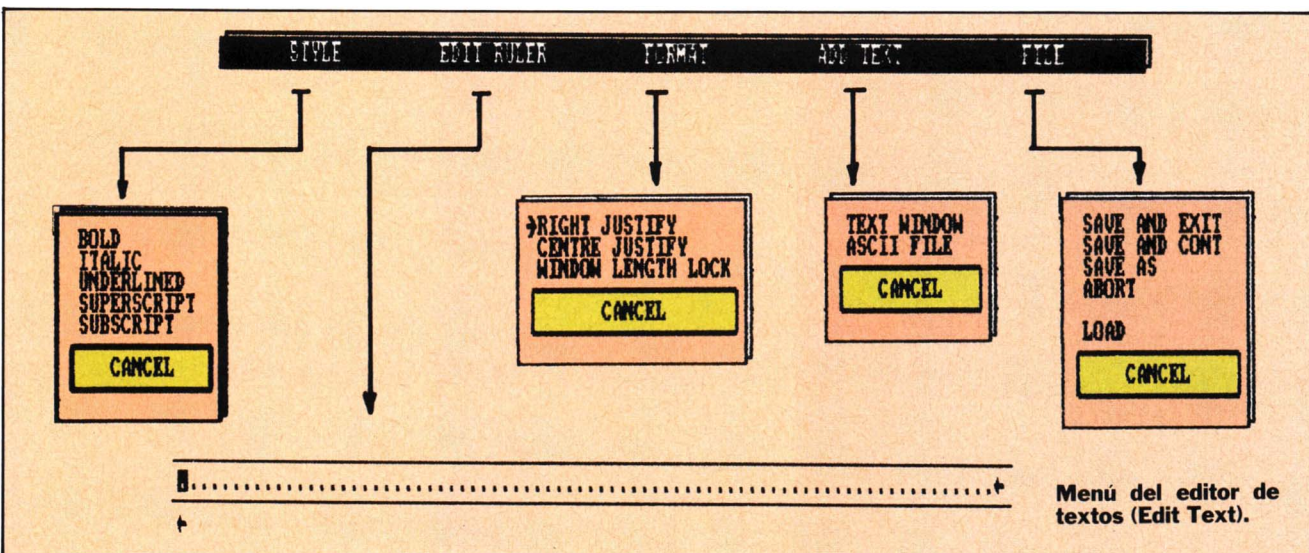 STYLE EDIT RULER FORMAT ADD TEXT FILE
BOLD
ITALIC
UNDERLINED
SUPERSCRIPT
SUBSCRIPT
CANCEL
RIGHT JUSTIFY
CENTRE JUSTIFY
WINDOW LENGTH LOCK
CANCEL
TEXT WINDOW
ASCII FILE
CANCEL
SAVE AND EXIT
SAVE AND CONT
SAVE AS
ABORT
LOAD
CANCEL
Menú del editor de
textos (Edit Text).